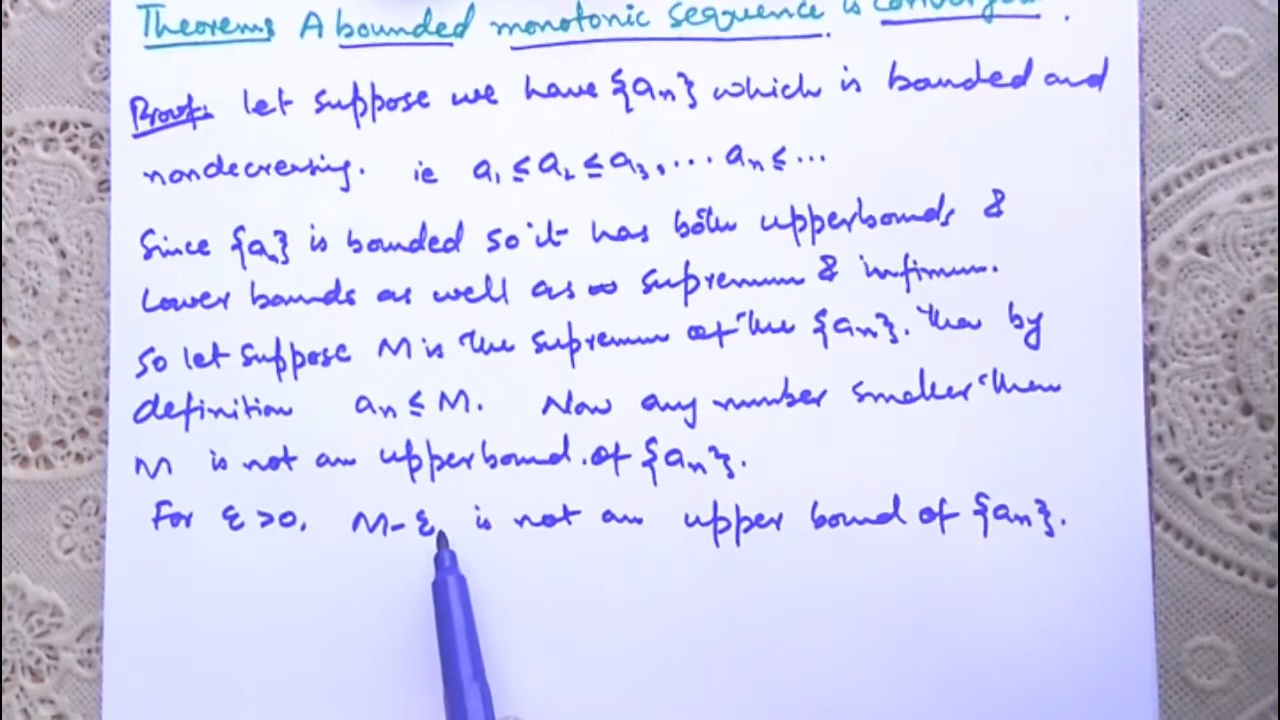 Theorem: A bounded monotonic sequence is convergent.
Proof: let suppose we have {aₙ} which is bounded and
nondecreasing. ie a₁ ≤ a₂ ≤ a₃, ... aₙ ≤ ...
Since {aₙ} is bounded so it has both upperbounds &
Lower bounds as well as supremum & infimum.
So let suppose M is the supremum of the {aₙ}. Then by
definition aₙ ≤ M. Now any number smaller than
M is not an upperbound. of {aₙ}.
For ε > 0. M - ε is not an upper bound of {aₙ}.